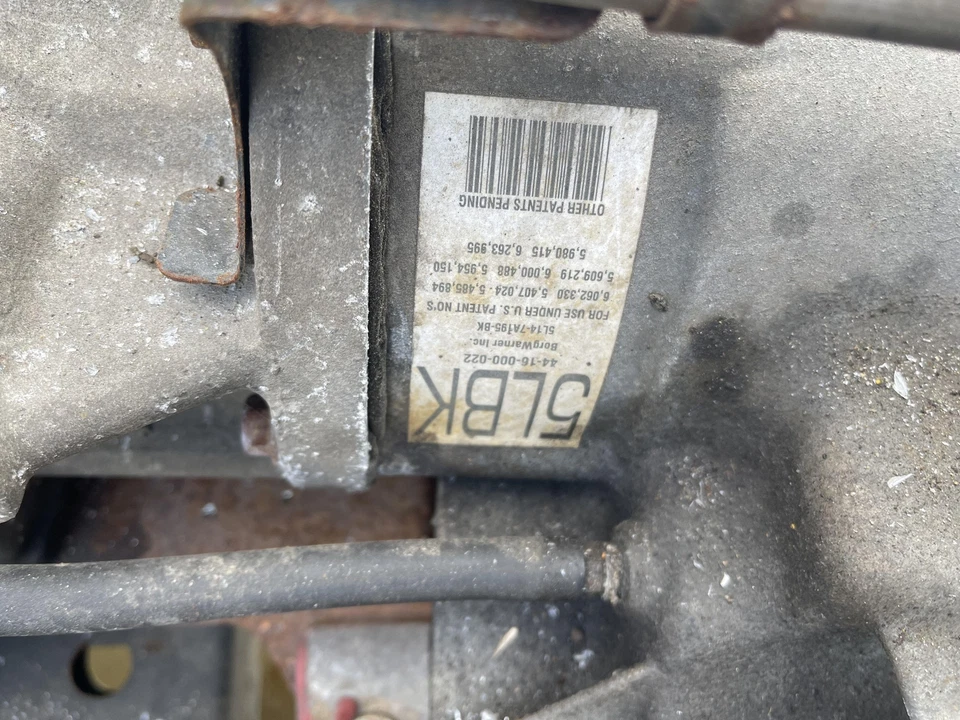 5LBK
44-16-000-022
BorgWarner Inc.
5L14-7A195-BK
FOR USE UNDER U.S. PATENT NO'S
6,062,330 5,407,024 - 5,485,894
5,609,219 6,000,488 5,954,150
5,980,415 6,263,995
OTHER PATENTS PENDING